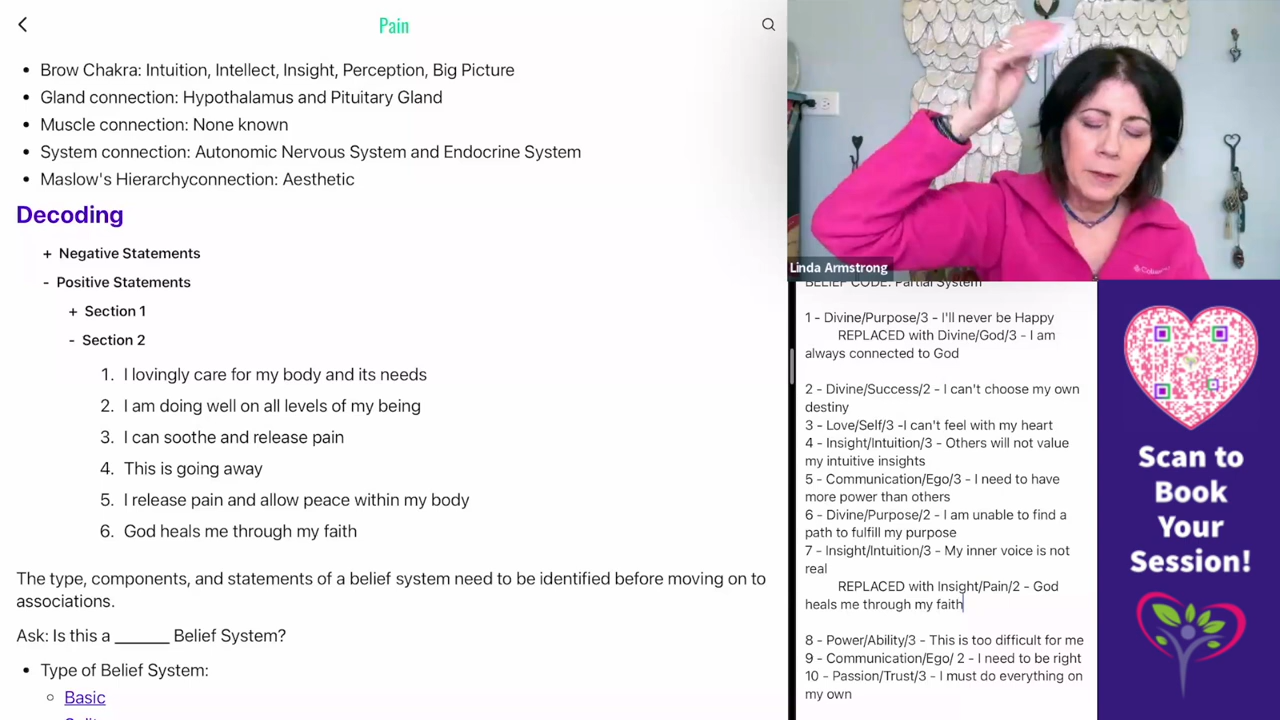 Pain
Brow Chakra: Intuition, Intellect, Insight, Perception, Big Picture
Gland connection: Hypothalamus and Pituitary Gland
Muscle connection: None known
System connection: Autonomic Nervous System and Endocrine System
Maslow's Hierarchyconnection: Aesthetic
Decoding
+ Negative Statements
- Positive Statements
+ Section 1
- Section 2
1. I lovingly care for my body and its needs
2. I am doing well on all levels of my being
3. I can soothe and release pain
4. This is going away
5. I release pain and allow peace within my body
6. God heals me through my faith
The type, components, and statements of a belief system need to be identified before moving on to
associations.
Ask: Is this a ______ Belief System?
Type of Belief System:
Basic
Linda Armstrong
Columbia
BELIEF CODE: Partial System
1 - Divine/Purpose/3 - I'll never be Happy
REPLACED with Divine/God/3 - I am
always connected to God
2 - Divine/Success/2 - I can't choose my own
destiny
3 - Love/Self/3 -I can't feel with my heart
4 - Insight/Intuition/3 - Others will not value
my intuitive insights
5 - Communication/Ego/3 - I need to have
more power than others
6 - Divine/Purpose/2 - I am unable to find a
path to fulfill my purpose
7 - Insight/Intuition/3 - My inner voice is not
real
REPLACED with Insight/Pain/2 - God
heals me through my faith
8 - Power/Ability/3 - This is too difficult for me
9 - Communication/Ego/ 2 - I need to be right
10 - Passion/Trust/3 - I must do everything on
my own
Scan to
Book
Your
Session!